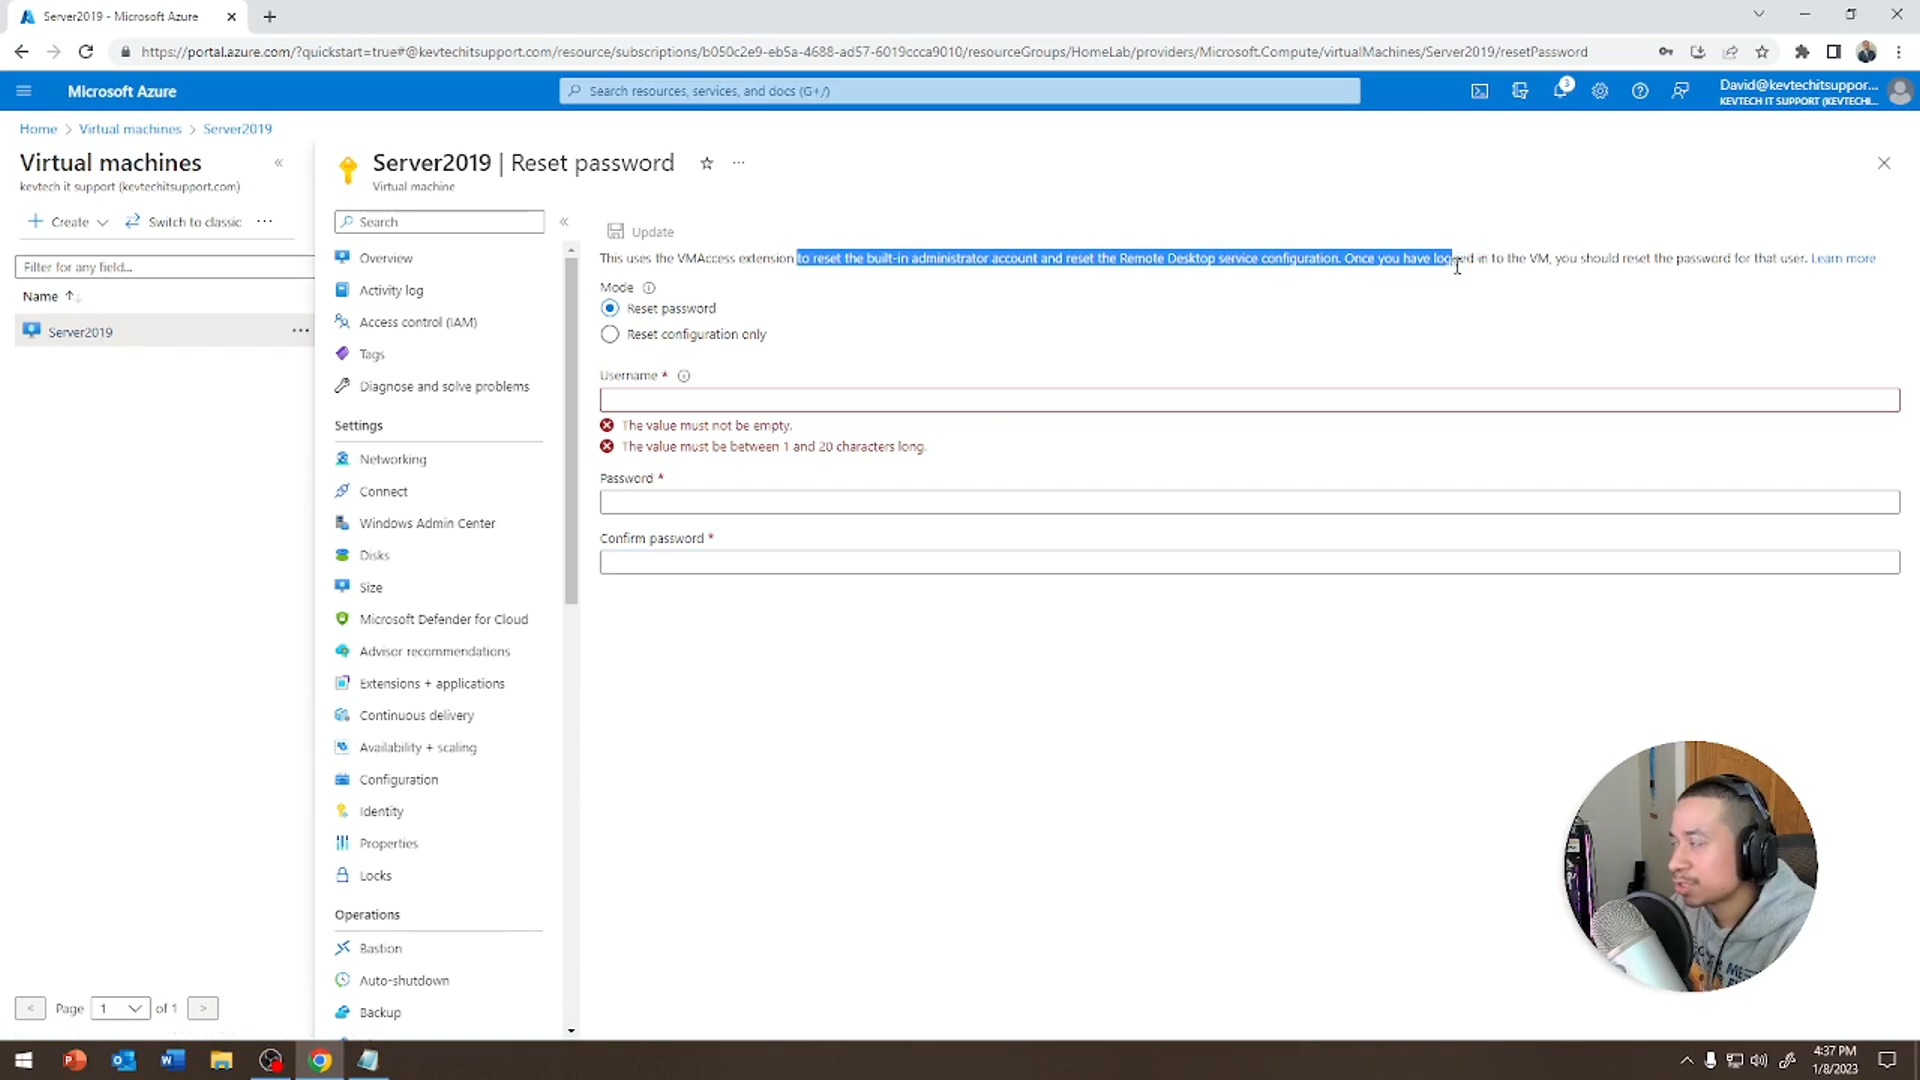 Server2019 - Microsoft Azure
https://portal.azure.com/?quickstart=true#@kevtechitsupport.com/resource/subscriptions/b050c2e9-eb5a-4688-ad57-6019ccca9010/resourceGroups/HomeLab/providers/Microsoft.Compute/virtualMachines/Server2019/resetPassword
Microsoft Azure
Search resources, services, and docs (G+/)
3
David@kevtechitsuppor...
KEVTECH IT SUPPORT (KEVTECHI...
Home > Virtual machines > Server2019
Virtual machines
kevtech it support (kevtechitsupport.com)
+ Create
Switch to classic
...
Filter for any field...
Name ↑↓
Server2019
...
< Page 1 of 1 >
Server2019 | Reset password
...
Virtual machine
Search
Overview
Activity log
Access control (IAM)
Tags
Diagnose and solve problems
Settings
Networking
Connect
Windows Admin Center
Disks
Size
Microsoft Defender for Cloud
Advisor recommendations
Extensions + applications
Continuous delivery
Availability + scaling
Configuration
Identity
Properties
Locks
Operations
Bastion
Auto-shutdown
Backup
Update
This uses the VMAccess extension to reset the built-in administrator account and reset the Remote Desktop service configuration. Once you have logged in to the VM, you should reset the password for that user. Learn more
Mode
Reset password
Reset configuration only
Username *
The value must not be empty.
The value must be between 1 and 20 characters long.
Password *
Confirm password *
4:37 PM
1/8/2023